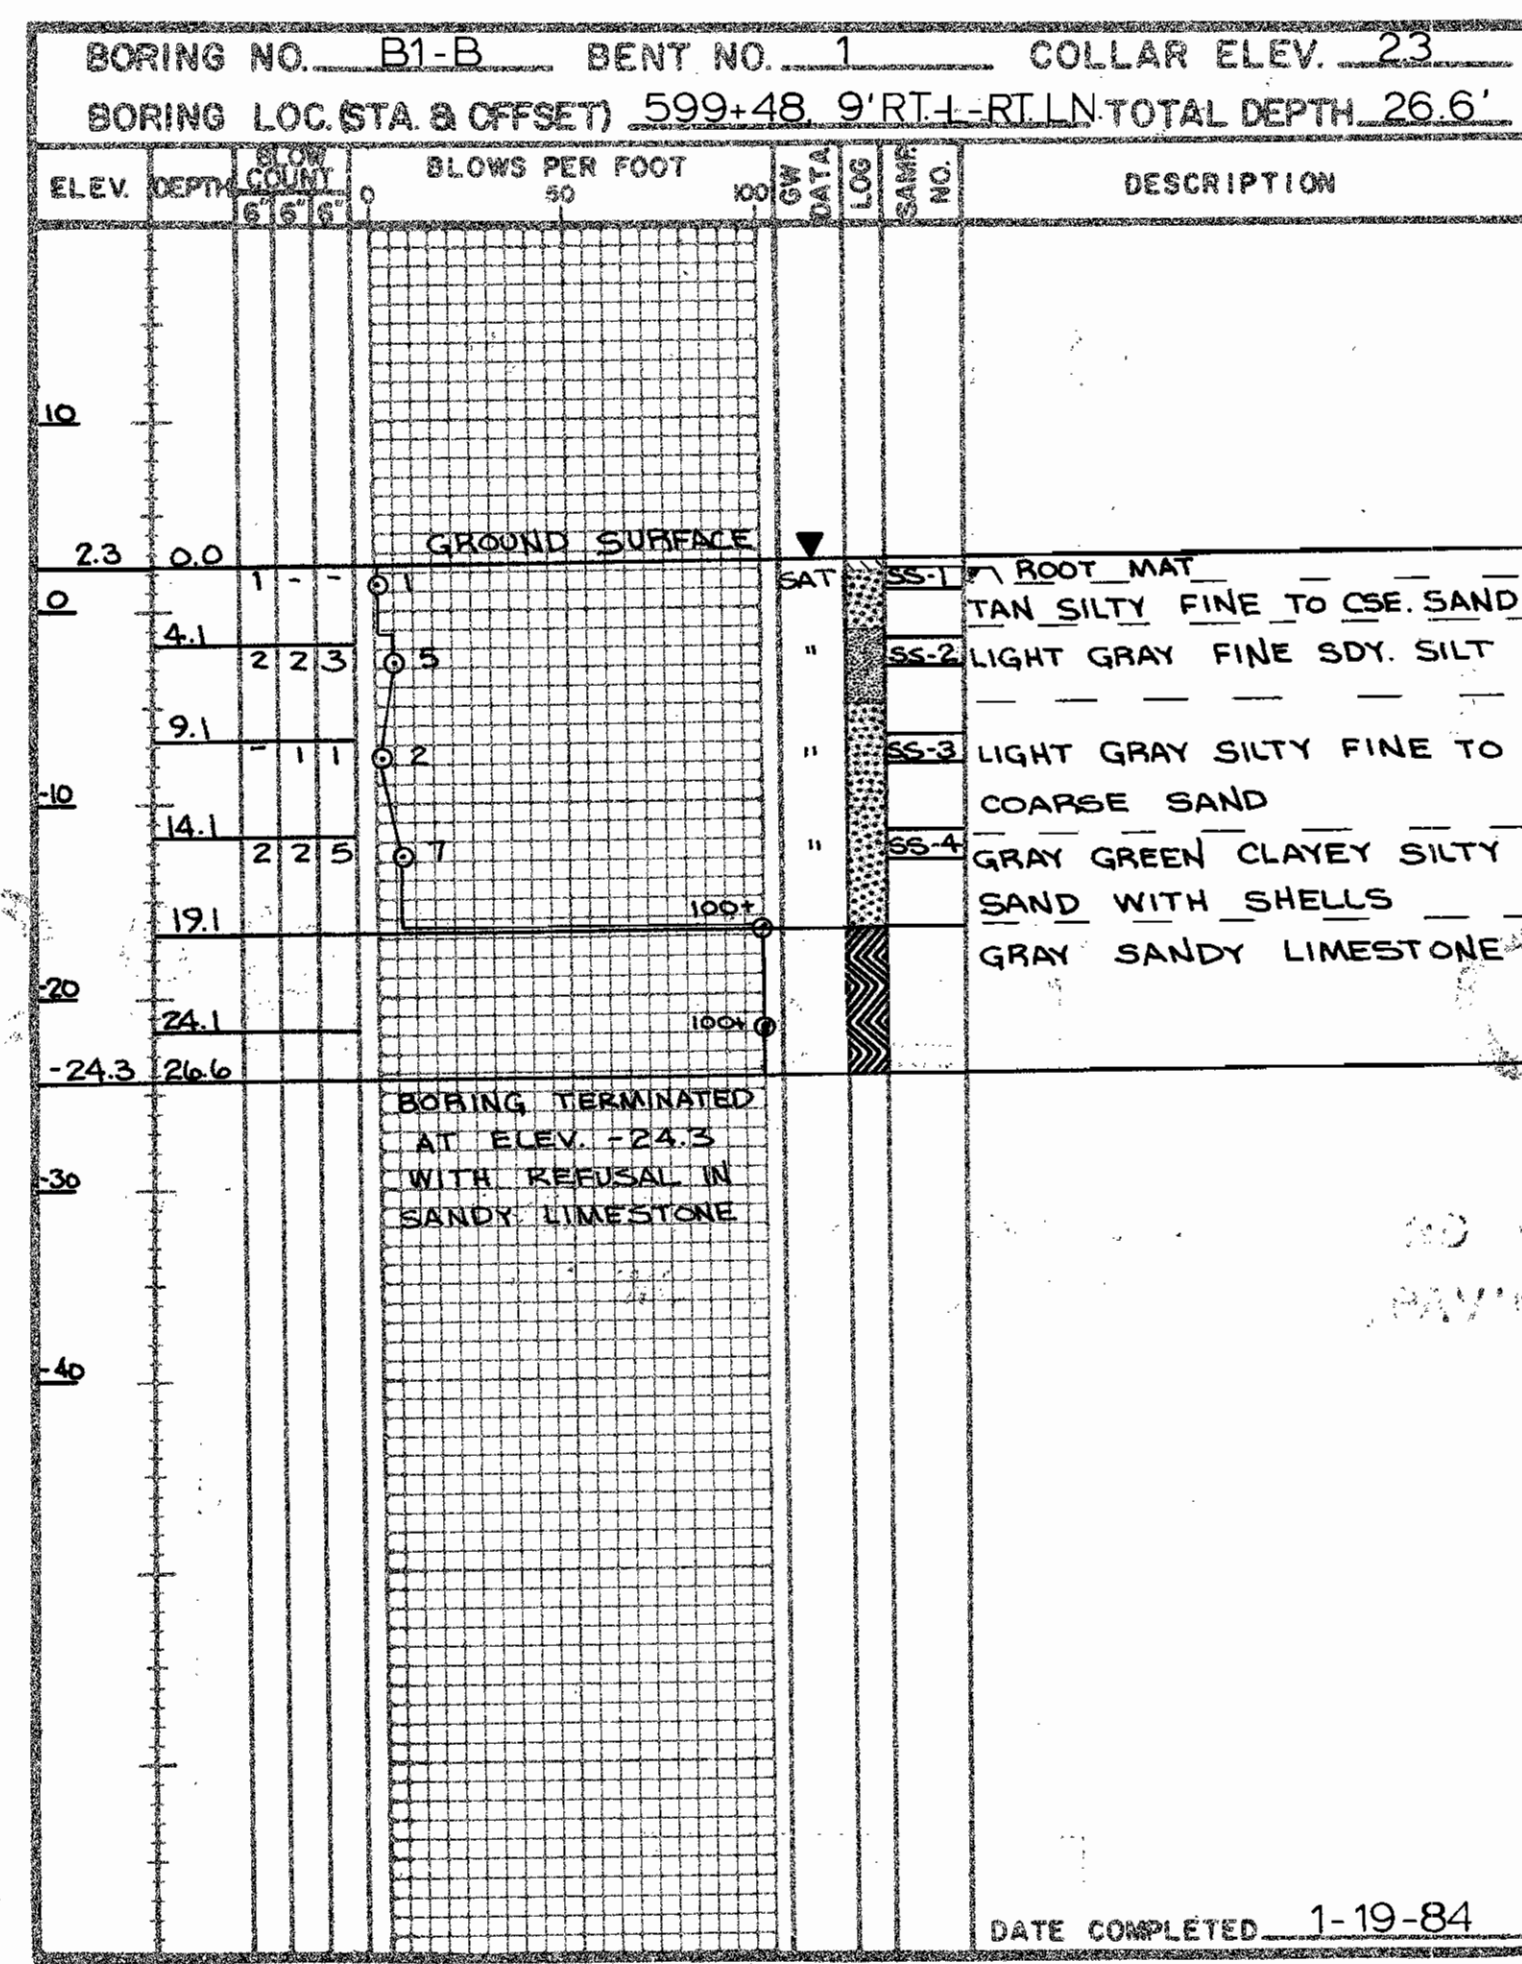 BORING NO. B1-B BENT NO. 1 COLLAR ELEV. 2.3
BORING LOC. (STA. & OFFSET) 599+48, 9'RT.-L-RT.LN. TOTAL DEPTH 26.6'
ELEV. DEPTH BLOW COUNT 6" 6" 6" BLOWS PER FOOT 0 50 100 GW DATA LOG SAMP. NO. DESCRIPTION
10
GROUND SURFACE
2.3 0.0
1 - - 1 SAT SS-1 ROOT MAT
0 TAN SILTY FINE TO CSE. SAND
4.1
2 2 3 5 " SS-2 LIGHT GRAY FINE SDY. SILT
9.1
- 1 1 2 " SS-3 LIGHT GRAY SILTY FINE TO
-10 COARSE SAND
14.1
2 2 5 7 " SS-4 GRAY GREEN CLAYEY SILTY
100+ SAND WITH SHELLS
19.1
GRAY SANDY LIMESTONE
-20
24.1 100+
-24.3 26.6
BORING TERMINATED
AT ELEV. -24.3
WITH REFUSAL IN
-30
SANDY LIMESTONE
-40
DATE COMPLETED 1-19-84